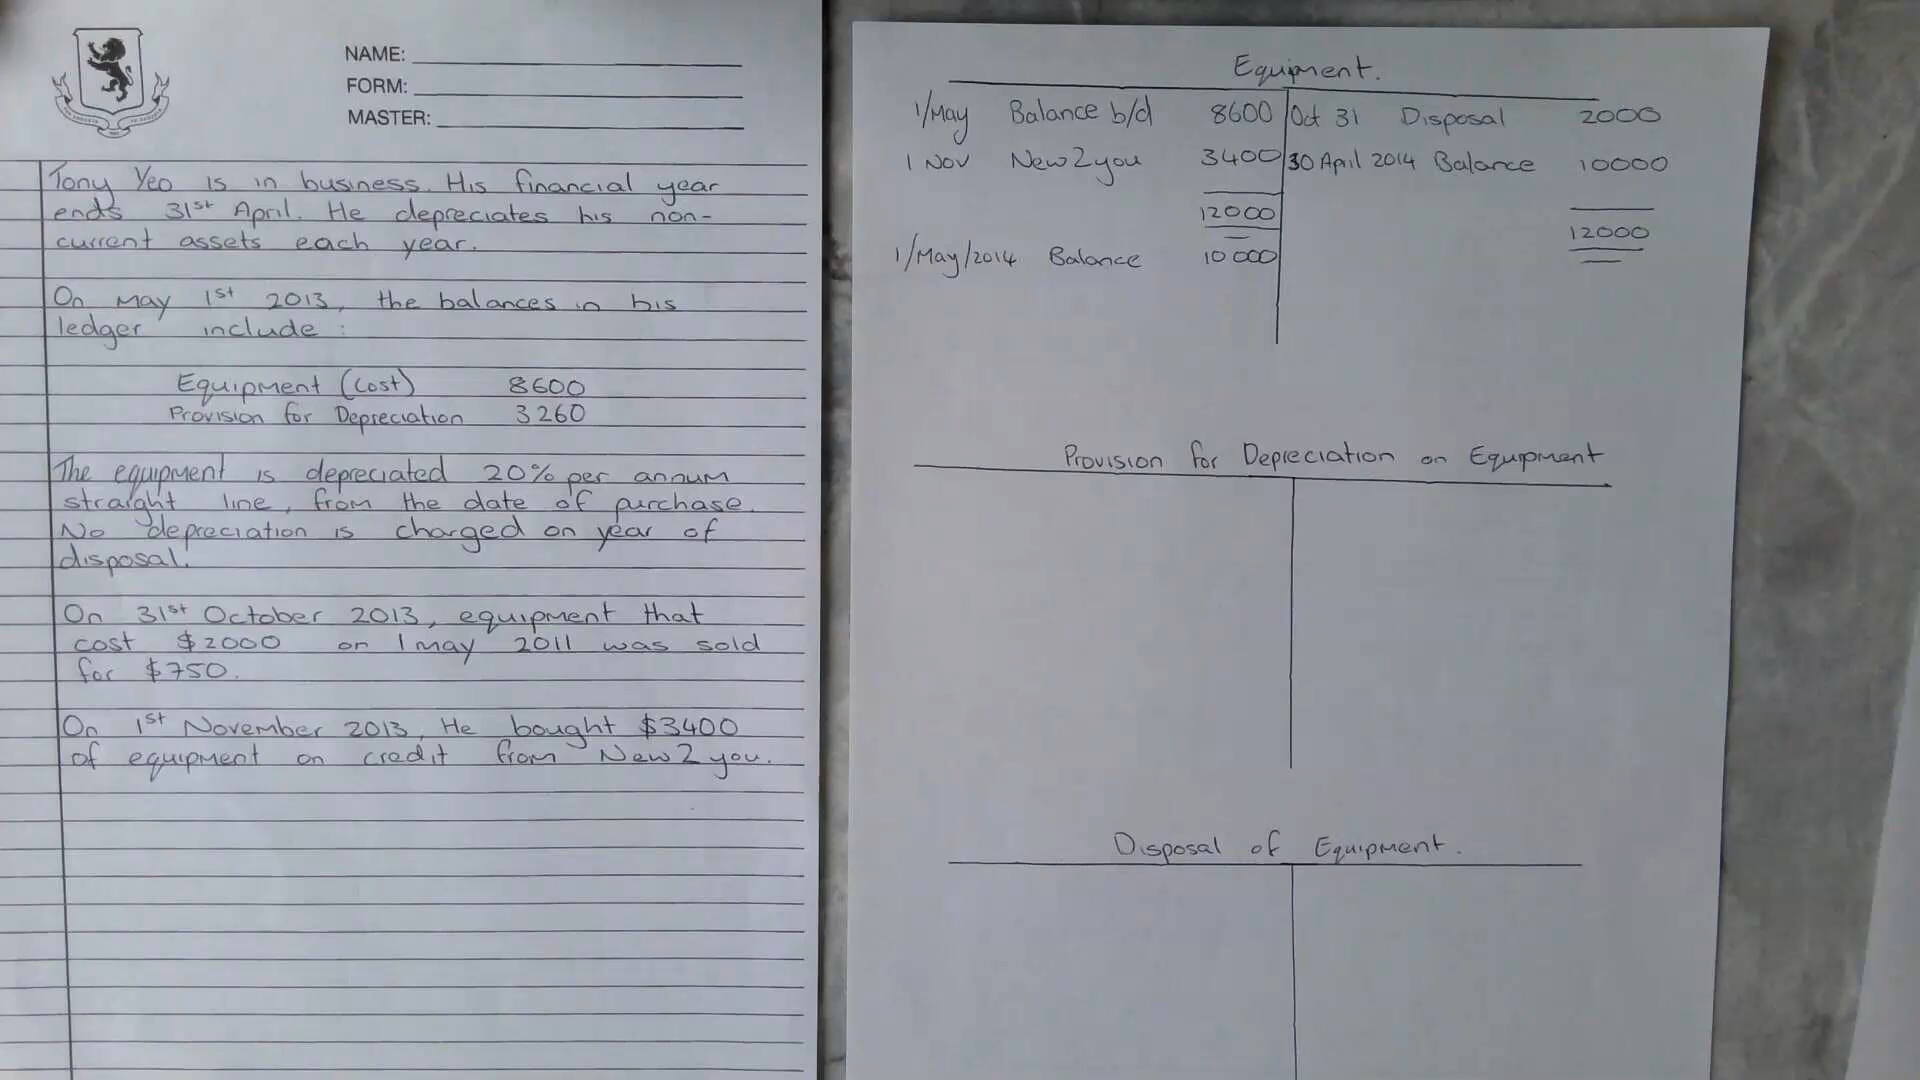 NAME:
FORM:
MASTER:
Tony Yeo is in business. His financial year
ends 31st April. He depreciates his non-
current assets each year.
On May 1st 2013, the balances in his
ledger include :
Equipment (Cost) 8600
Provision for Depreciation 3260
The equipment is depreciated 20% per annum
straight line, from the date of purchase.
No depreciation is charged on year of
disposal.
On 31st October 2013, equipment that
cost $2000 on 1 may 2011 was sold
for $750.
On 1st November 2013, He bought $3400
of equipment on credit from New2you.
Equipment.
1/May Balance b/d 8600 Oct 31 Disposal 2000
1 Nov New2you 3400 30 April 2014 Balance 10000
12000 12000
1/May/2014 Balance 10000
Provision for Depreciation on Equipment
Disposal of Equipment.